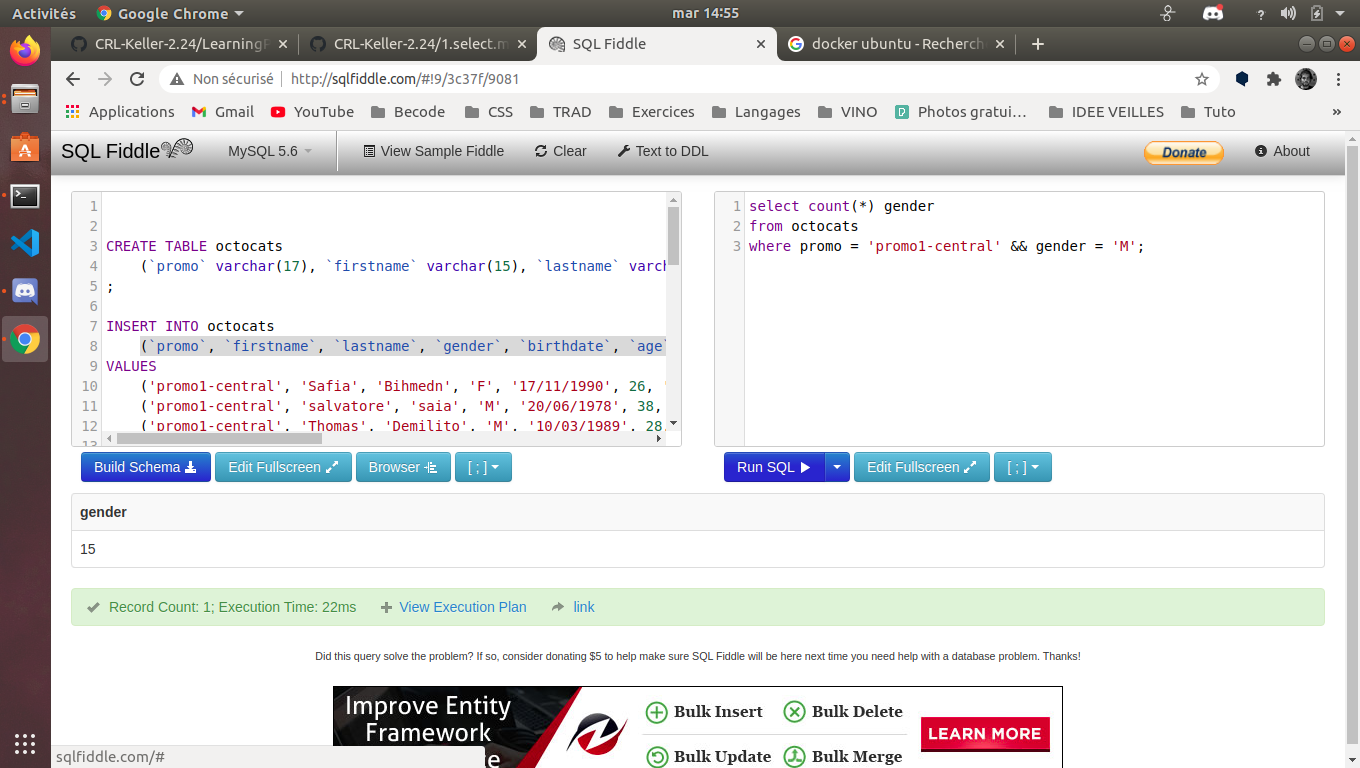 Activités
Google Chrome
mar 14:55
CRL-Keller-2.24/LearningP
CRL-Keller-2.24/1.select.m
SQL Fiddle
docker ubuntu - Recherch
Non sécurisé
http://sqlfiddle.com/#!9/3c37f/9081
Applications
Gmail
YouTube
Becode
CSS
TRAD
Exercices
Langages
VINO
Photos gratui…
IDEE VEILLES
Tuto
»
SQL Fiddle
MySQL 5.6
View Sample Fiddle
Clear
Text to DDL
Donate
About
1
2
3 CREATE TABLE octocats
4 (`promo` varchar(17), `firstname` varchar(15), `lastname` varch
5 ;
6
7 INSERT INTO octocats
8 (`promo`, `firstname`, `lastname`, `gender`, `birthdate`, `age`
9 VALUES
10 ('promo1-central', 'Safia', 'Bihmedn', 'F', '17/11/1990', 26, '
11 ('promo1-central', 'salvatore', 'saia', 'M', '20/06/1978', 38,
12 ('promo1-central', 'Thomas', 'Demilito', 'M', '10/03/1989', 28,
13
1 select count(*) gender
2 from octocats
3 where promo = 'promo1-central' && gender = 'M';
Build Schema
Edit Fullscreen
Browser
[ ; ]
Run SQL
Edit Fullscreen
[ ; ]
gender
15
Record Count: 1; Execution Time: 22ms
View Execution Plan
link
Did this query solve the problem? If so, consider donating $5 to help make sure SQL Fiddle will be here next time you need help with a database problem. Thanks!
Improve Entity
Framework
Bulk Insert
Bulk Delete
Bulk Update
Bulk Merge
LEARN MORE
sqlfiddle.com/#